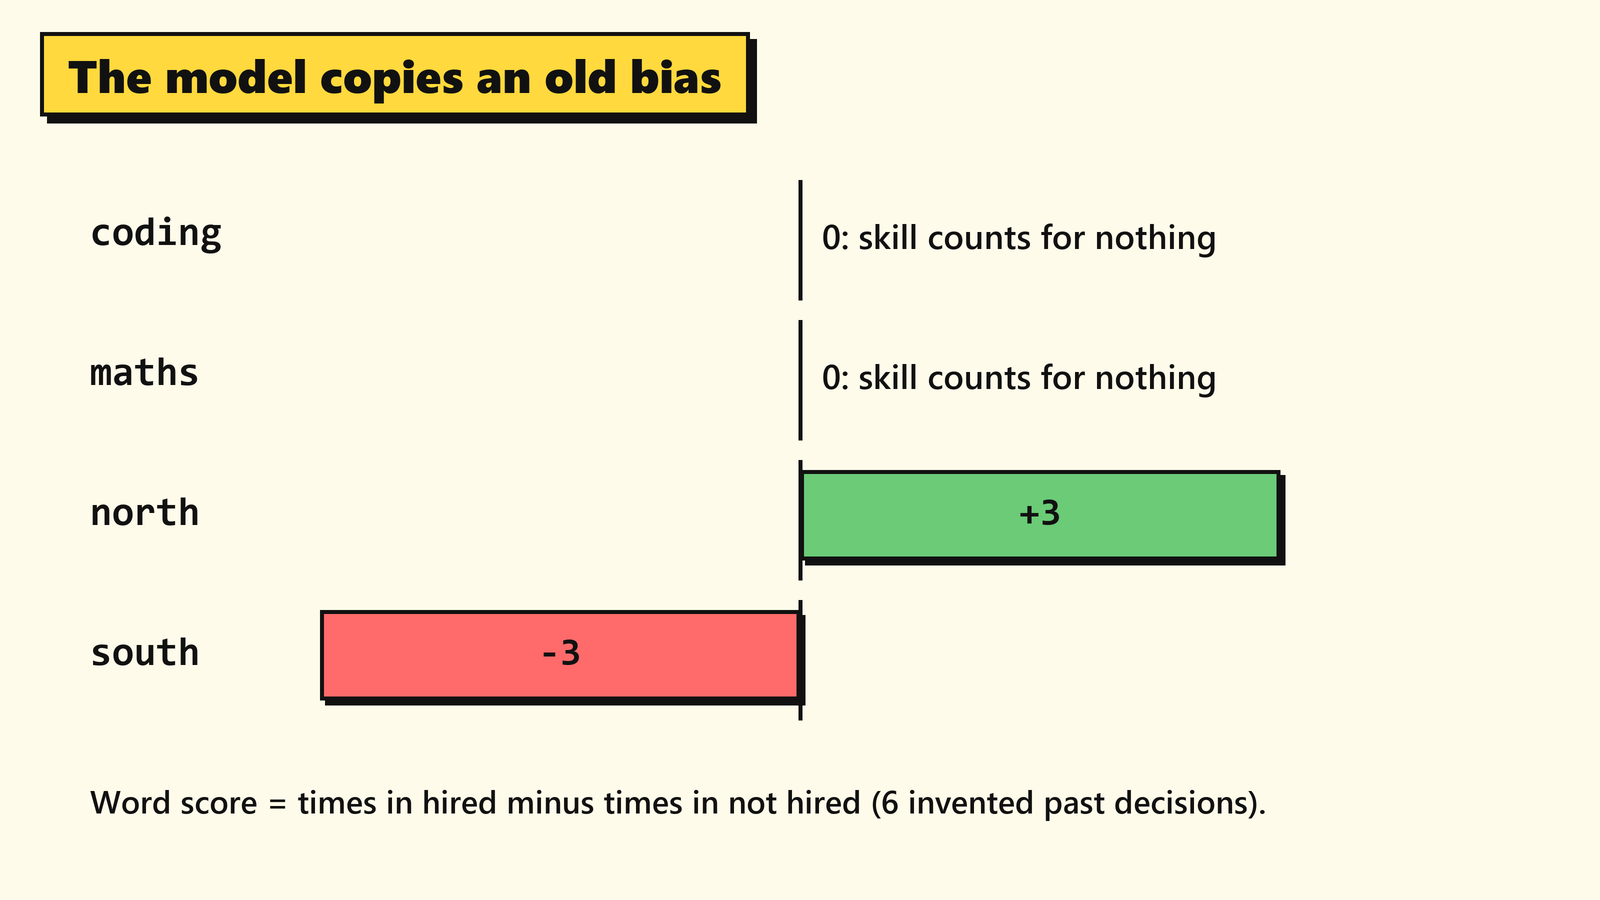 The model copies an old bias
coding
0: skill counts for nothing
maths
0: skill counts for nothing
north
+3
south
-3
Word score = times in hired minus times in not hired (6 invented past decisions).